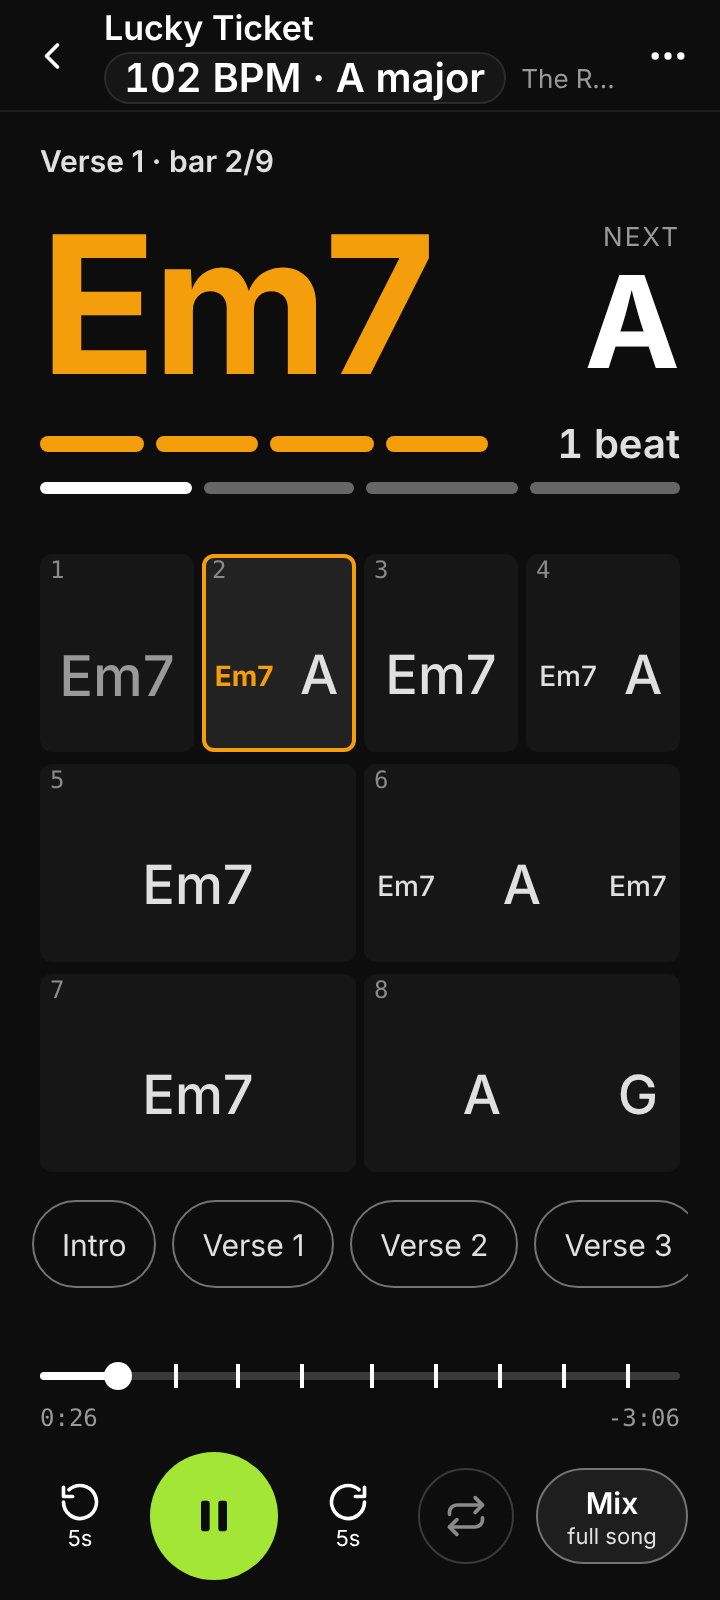 Lucky Ticket
102 BPM · A major The R...
Verse 1 · bar 2/9
Em7
NEXT
A
1 beat
1 2 3 4
Em7 Em7 A Em7 Em7 A
5 6
Em7 Em7 A Em7
7 8
Em7 A G
Intro Verse 1 Verse 2 Verse 3
0:26 -3:06
5s 5s Mix
full song